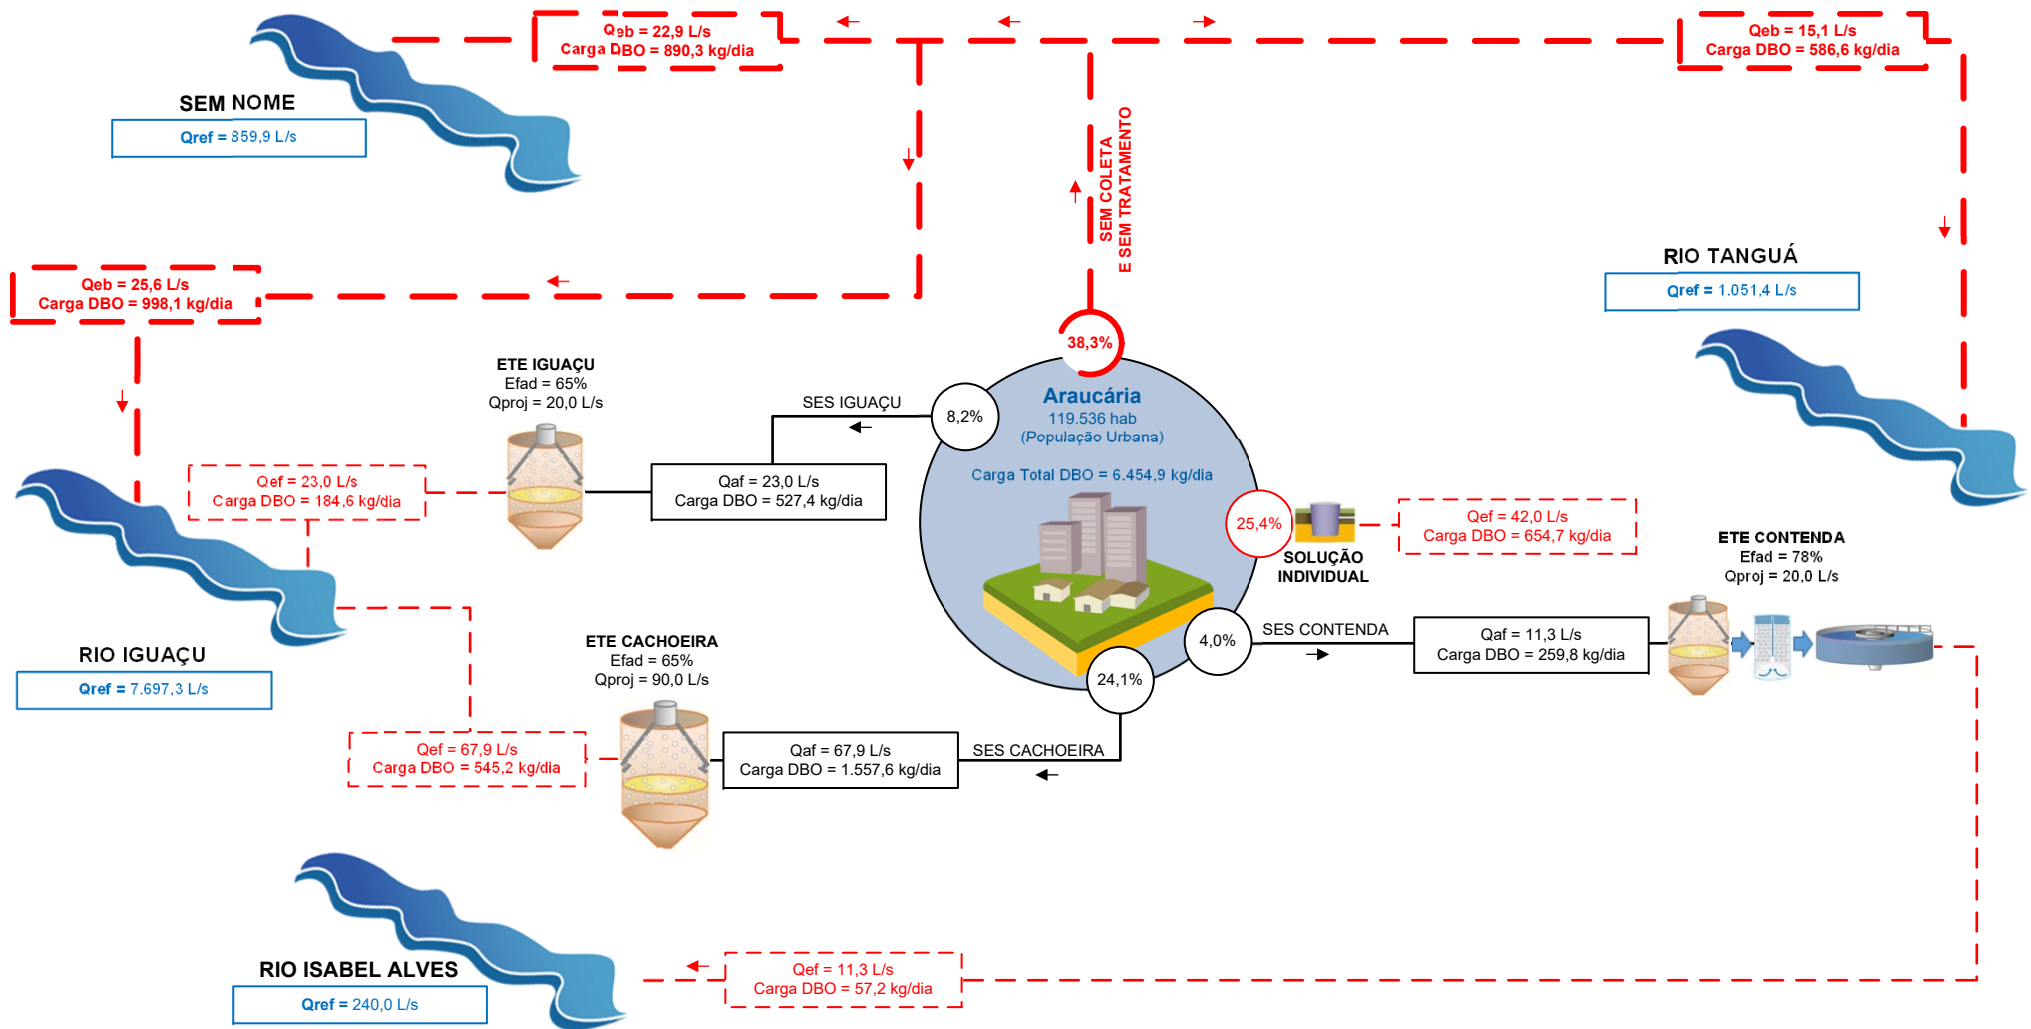 Qeb = 22,9 L/s
Carga DBO = 890,3 kg/dia
Qeb = 15,1 L/s
Carga DBO = 586,6 kg/dia
SEM NOME
Qref = 859,9 L/s
SEM COLETA
E SEM TRATAMENTO
RIO TANGUÁ
Qref = 1.051,4 L/s
Qeb = 25,6 L/s
Carga DBO = 998,1 kg/dia
38,3%
ETE IGUAÇU
Efad = 65%
Qproj = 20,0 L/s
SES IGUAÇU
8,2%
Araucária
119.536 hab
(População Urbana)
Carga Total DBO = 6.454,9 kg/dia
Qef = 23,0 L/s
Carga DBO = 184,6 kg/dia
Qaf = 23,0 L/s
Carga DBO = 527,4 kg/dia
25,4%
SOLUÇÃO
INDIVIDUAL
Qef = 42,0 L/s
Carga DBO = 654,7 kg/dia
ETE CONTENDA
Efad = 78%
Qproj = 20,0 L/s
4,0%
SES CONTENDA
Qaf = 11,3 L/s
Carga DBO = 259,8 kg/dia
RIO IGUAÇU
Qref = 7.697,3 L/s
ETE CACHOEIRA
Efad = 65%
Qproj = 90,0 L/s
24,1%
Qef = 67,9 L/s
Carga DBO = 545,2 kg/dia
Qaf = 67,9 L/s
Carga DBO = 1.557,6 kg/dia
SES CACHOEIRA
RIO ISABEL ALVES
Qref = 240,0 L/s
Qef = 11,3 L/s
Carga DBO = 57,2 kg/dia